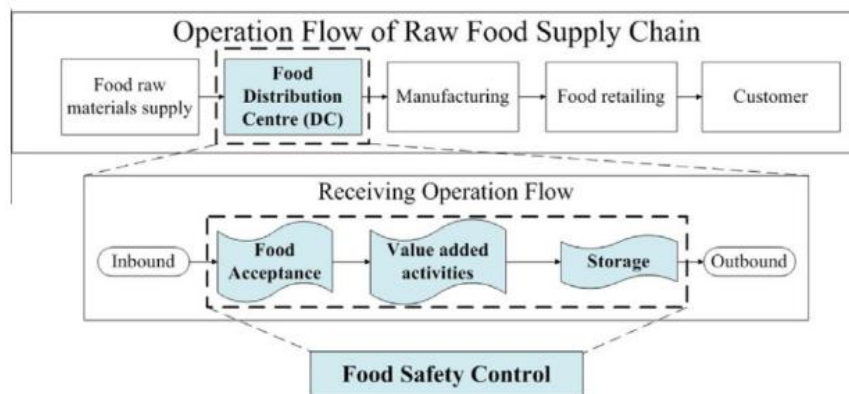 Operation Flow of Raw Food Supply Chain
Food raw
materials supply
Food
Distribution
Centre (DC)
Manufacturing
Food retailing
Customer
Receiving Operation Flow
Inbound
Food
Acceptance
Value added
activities
Storage
Outbound
Food Safety Control